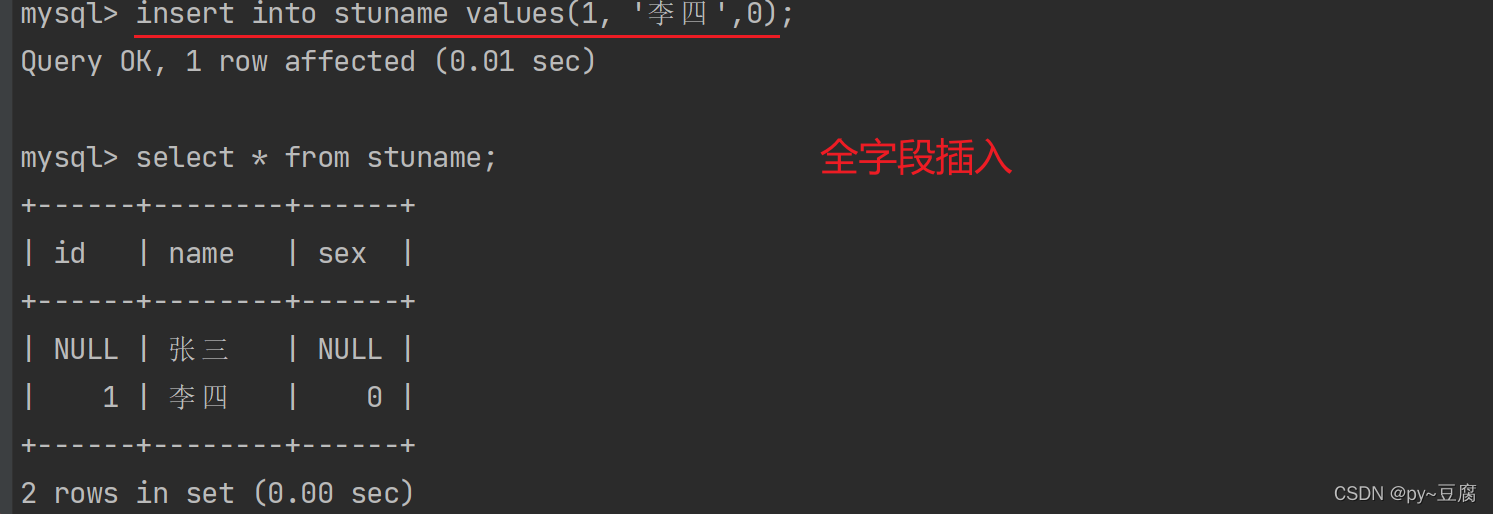 mysql> insert into stuname values(1, '李四',0);
Query OK, 1 row affected (0.01 sec)
mysql> select * from stuname;
全字段插入
+------+--------+------+
| id   | name   | sex  |
+------+--------+------+
| NULL | 张三   | NULL |
|    1 | 李四   |    0 |
+------+--------+------+
2 rows in set (0.00 sec)
CSDN @py~豆腐